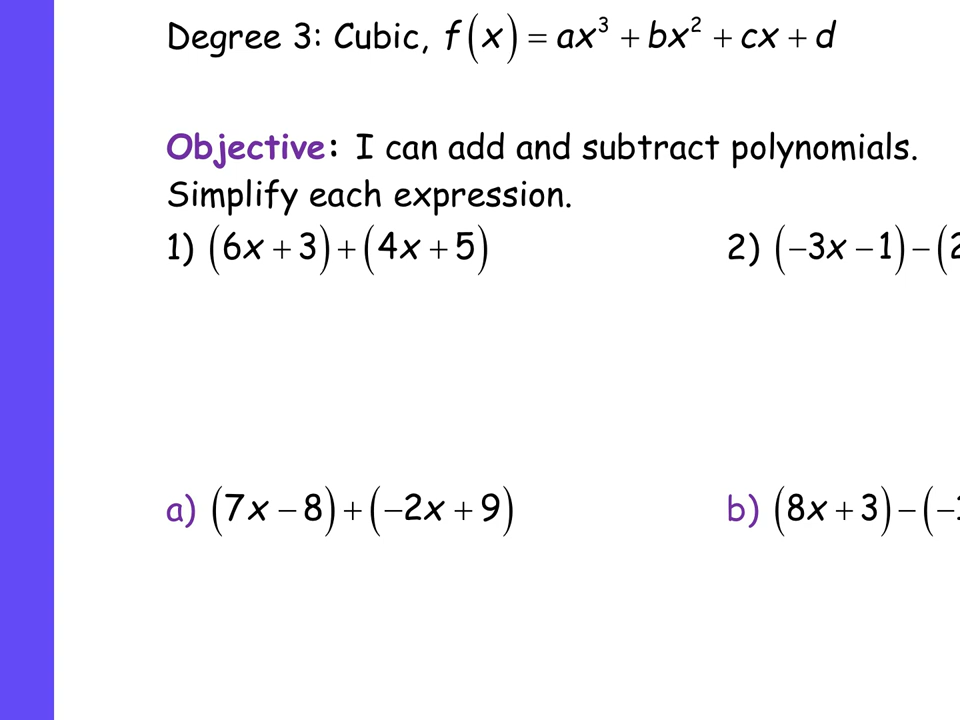 Degree 3: Cubic, f(x) = ax³ + bx² + cx + d
Objective: I can add and subtract polynomials.
Simplify each expression.
1) (6x + 3) + (4x + 5) 2) (−3x − 1) − (2
a) (7x − 8) + (−2x + 9) b) (8x + 3) − (−